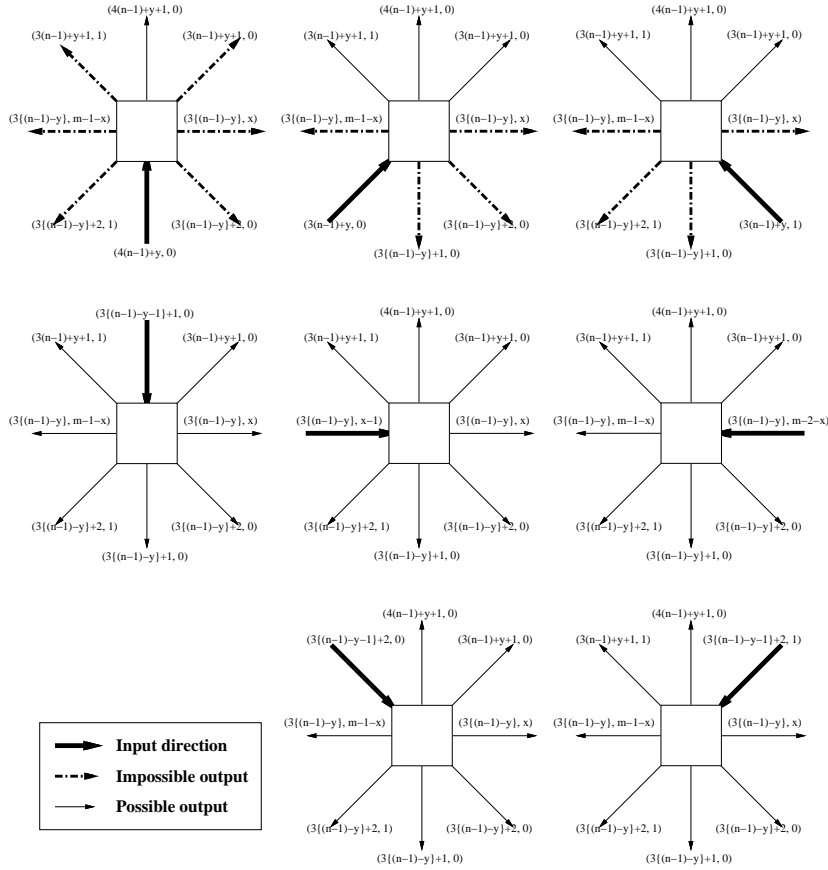 (4(n−1)+y+1, 0)
(3(n−1)+y+1, 1)
(3(n−1)+y+1, 0)
(3{(n−1)−y}, m−1−x)
(3{(n−1)−y}, x)
(3{(n−1)−y}+2, 1)
(3{(n−1)−y}+2, 0)
(4(n−1)+y, 0)
(4(n−1)+y+1, 0)
(3(n−1)+y+1, 1)
(3(n−1)+y+1, 0)
(3{(n−1)−y}, m−1−x)
(3{(n−1)−y}, x)
(3(n−1)+y, 0)
(3{(n−1)−y}+2, 0)
(3{(n−1)−y}+1, 0)
(4(n−1)+y+1, 0)
(3(n−1)+y+1, 1)
(3(n−1)+y+1, 0)
(3{(n−1)−y}, m−1−x)
(3{(n−1)−y}, x)
(3{(n−1)−y}+2, 1)
(3(n−1)+y, 1)
(3{(n−1)−y}+1, 0)
(3{(n−1)−y−1}+1, 0)
(3(n−1)+y+1, 1)
(3(n−1)+y+1, 0)
(3{(n−1)−y}, m−1−x)
(3{(n−1)−y}, x)
(3{(n−1)−y}+2, 1)
(3{(n−1)−y}+2, 0)
(3{(n−1)−y}+1, 0)
(4(n−1)+y+1, 0)
(3(n−1)+y+1, 1)
(3(n−1)+y+1, 0)
(3{(n−1)−y}, x−1)
(3{(n−1)−y}, x)
(3{(n−1)−y}+2, 1)
(3{(n−1)−y}+2, 0)
(3{(n−1)−y}+1, 0)
(4(n−1)+y+1, 0)
(3(n−1)+y+1, 1)
(3(n−1)+y+1, 0)
(3{(n−1)−y}, m−1−x)
(3{(n−1)−y}, m−2−x)
(3{(n−1)−y}+2, 1)
(3{(n−1)−y}+2, 0)
(3{(n−1)−y}+1, 0)
(4(n−1)+y+1, 0)
(3{(n−1)−y−1}+2, 0)
(3(n−1)+y+1, 0)
(3{(n−1)−y}, m−1−x)
(3{(n−1)−y}, x)
(3{(n−1)−y}+2, 1)
(3{(n−1)−y}+2, 0)
(3{(n−1)−y}+1, 0)
(4(n−1)+y+1, 0)
(3(n−1)+y+1, 1)
(3{(n−1)−y−1}+2, 1)
(3{(n−1)−y}, m−1−x)
(3{(n−1)−y}, x)
(3{(n−1)−y}+2, 1)
(3{(n−1)−y}+2, 0)
(3{(n−1)−y}+1, 0)
Input direction
Impossible output
Possible output